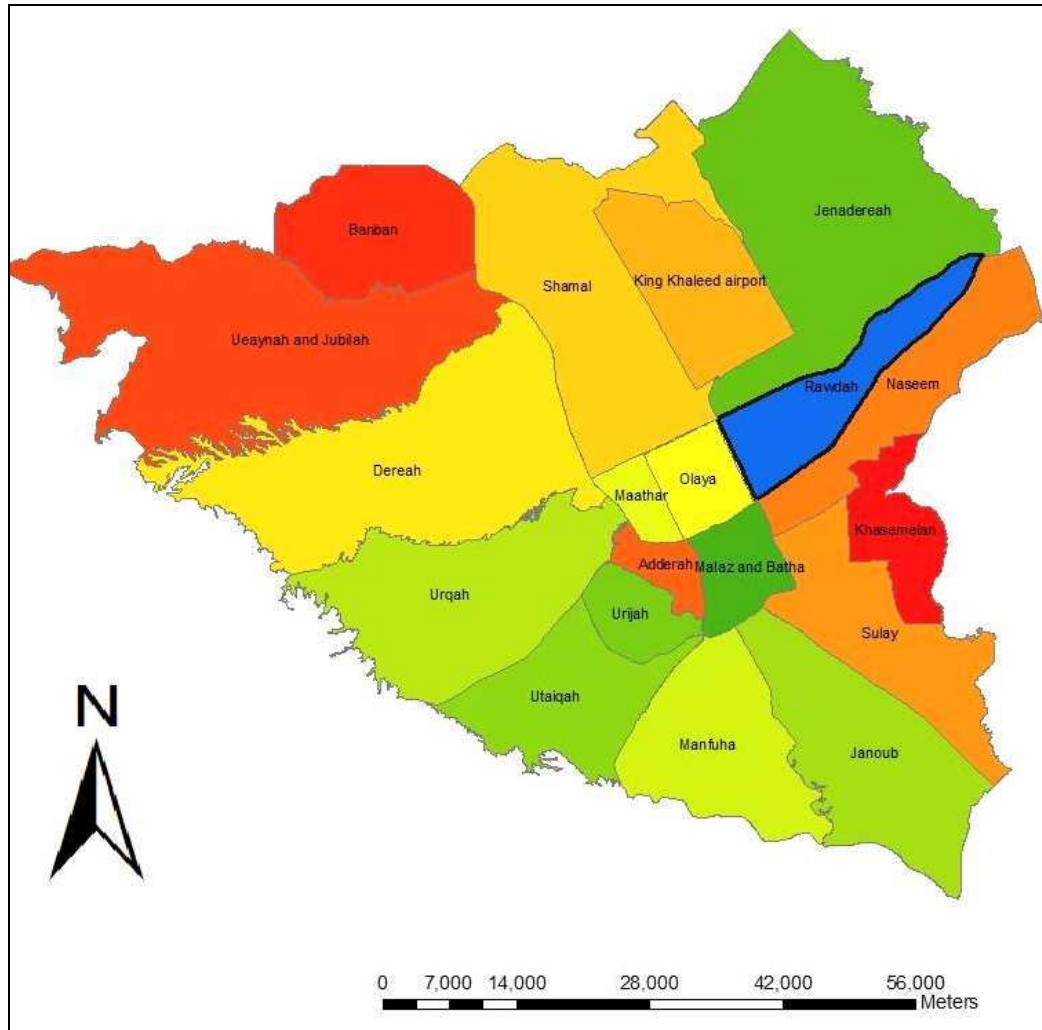 Jenadereah
Banban
King Khaleed airport
Shamal
Ueaynah and Jubilah
Rawdah
Naseem
Dereah
Olaya
Maathar
Khasemeian
Adderah
Malaz and Batha
Urqah
Urijah
Sulay
Utaiqah
Manfuha
Janoub
N
0 7,000 14,000 28,000 42,000 56,000
Meters